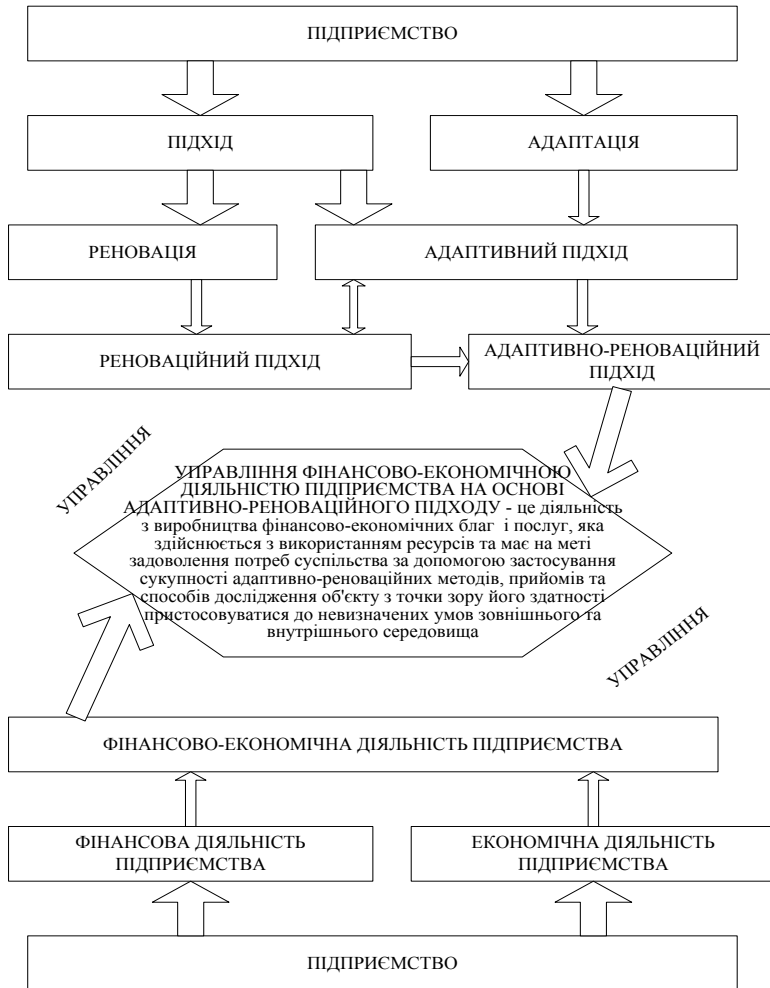 ПІДПРИЄМСТВО
ПІДХІД
АДАПТАЦІЯ
РЕНОВАЦІЯ
АДАПТИВНИЙ ПІДХІД
РЕНОВАЦІЙНИЙ ПІДХІД
АДАПТИВНО-РЕНОВАЦІЙНИЙ
ПІДХІД
УПРАВЛІННЯ
УПРАВЛІННЯ ФІНАНСОВО-ЕКОНОМІЧНОЮ
ДІЯЛЬНІСТЮ ПІДПРИЄМСТВА НА ОСНОВІ
АДАПТИВНО-РЕНОВАЦІЙНОГО ПІДХОДУ - це діяльність
з виробництва фінансово-економічних благ і послуг, яка
здійснюється з використанням ресурсів та має на меті
задоволення потреб суспільства за допомогою застосування
сукупності адаптивно-реноваційних методів, прийомів та
способів дослідження об'єкту з точки зору його здатності
пристосовуватися до невизначених умов зовнішнього та
внутрішнього середовища
УПРАВЛІННЯ
ФІНАНСОВО-ЕКОНОМІЧНА ДІЯЛЬНІСТЬ ПІДПРИЄМСТВА
ФІНАНСОВА ДІЯЛЬНІСТЬ
ПІДПРИЄМСТВА
ЕКОНОМІЧНА ДІЯЛЬНІСТЬ
ПІДПРИЄМСТВА
ПІДПРИЄМСТВО